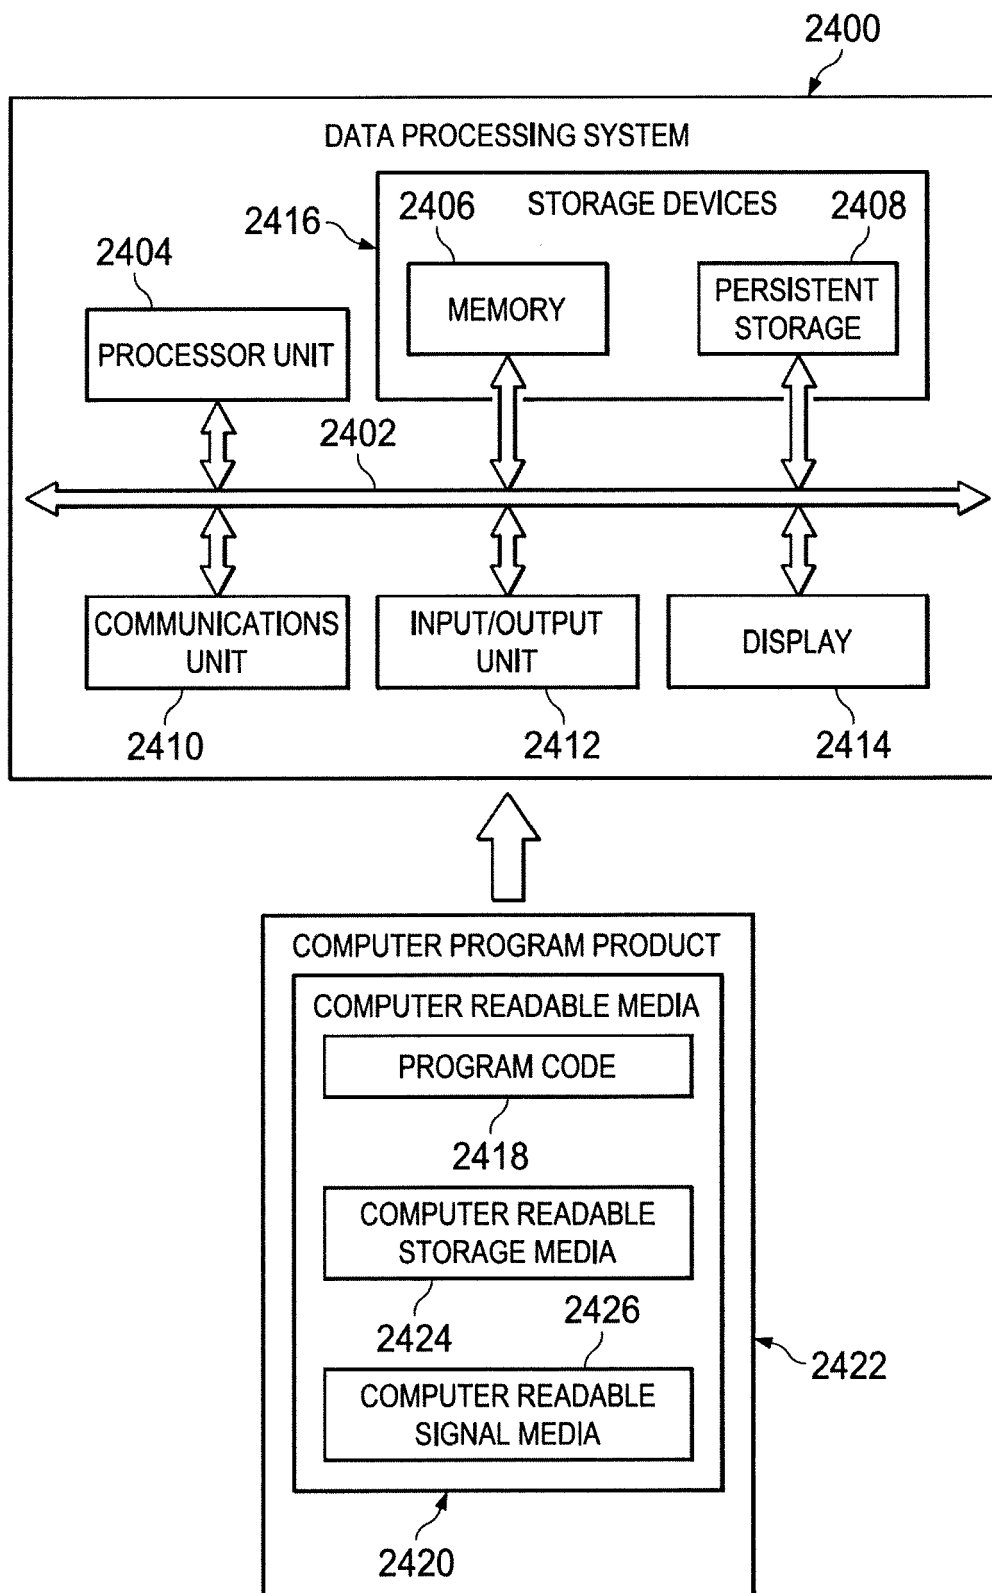 2400
DATA PROCESSING SYSTEM
2416
2406
STORAGE DEVICES
2408
2404
MEMORY
PERSISTENT
STORAGE
PROCESSOR UNIT
2402
COMMUNICATIONS
UNIT
INPUT/OUTPUT
UNIT
DISPLAY
2410
2412
2414
COMPUTER PROGRAM PRODUCT
COMPUTER READABLE MEDIA
PROGRAM CODE
2418
COMPUTER READABLE
STORAGE MEDIA
2424
2426
2422
COMPUTER READABLE
SIGNAL MEDIA
2420